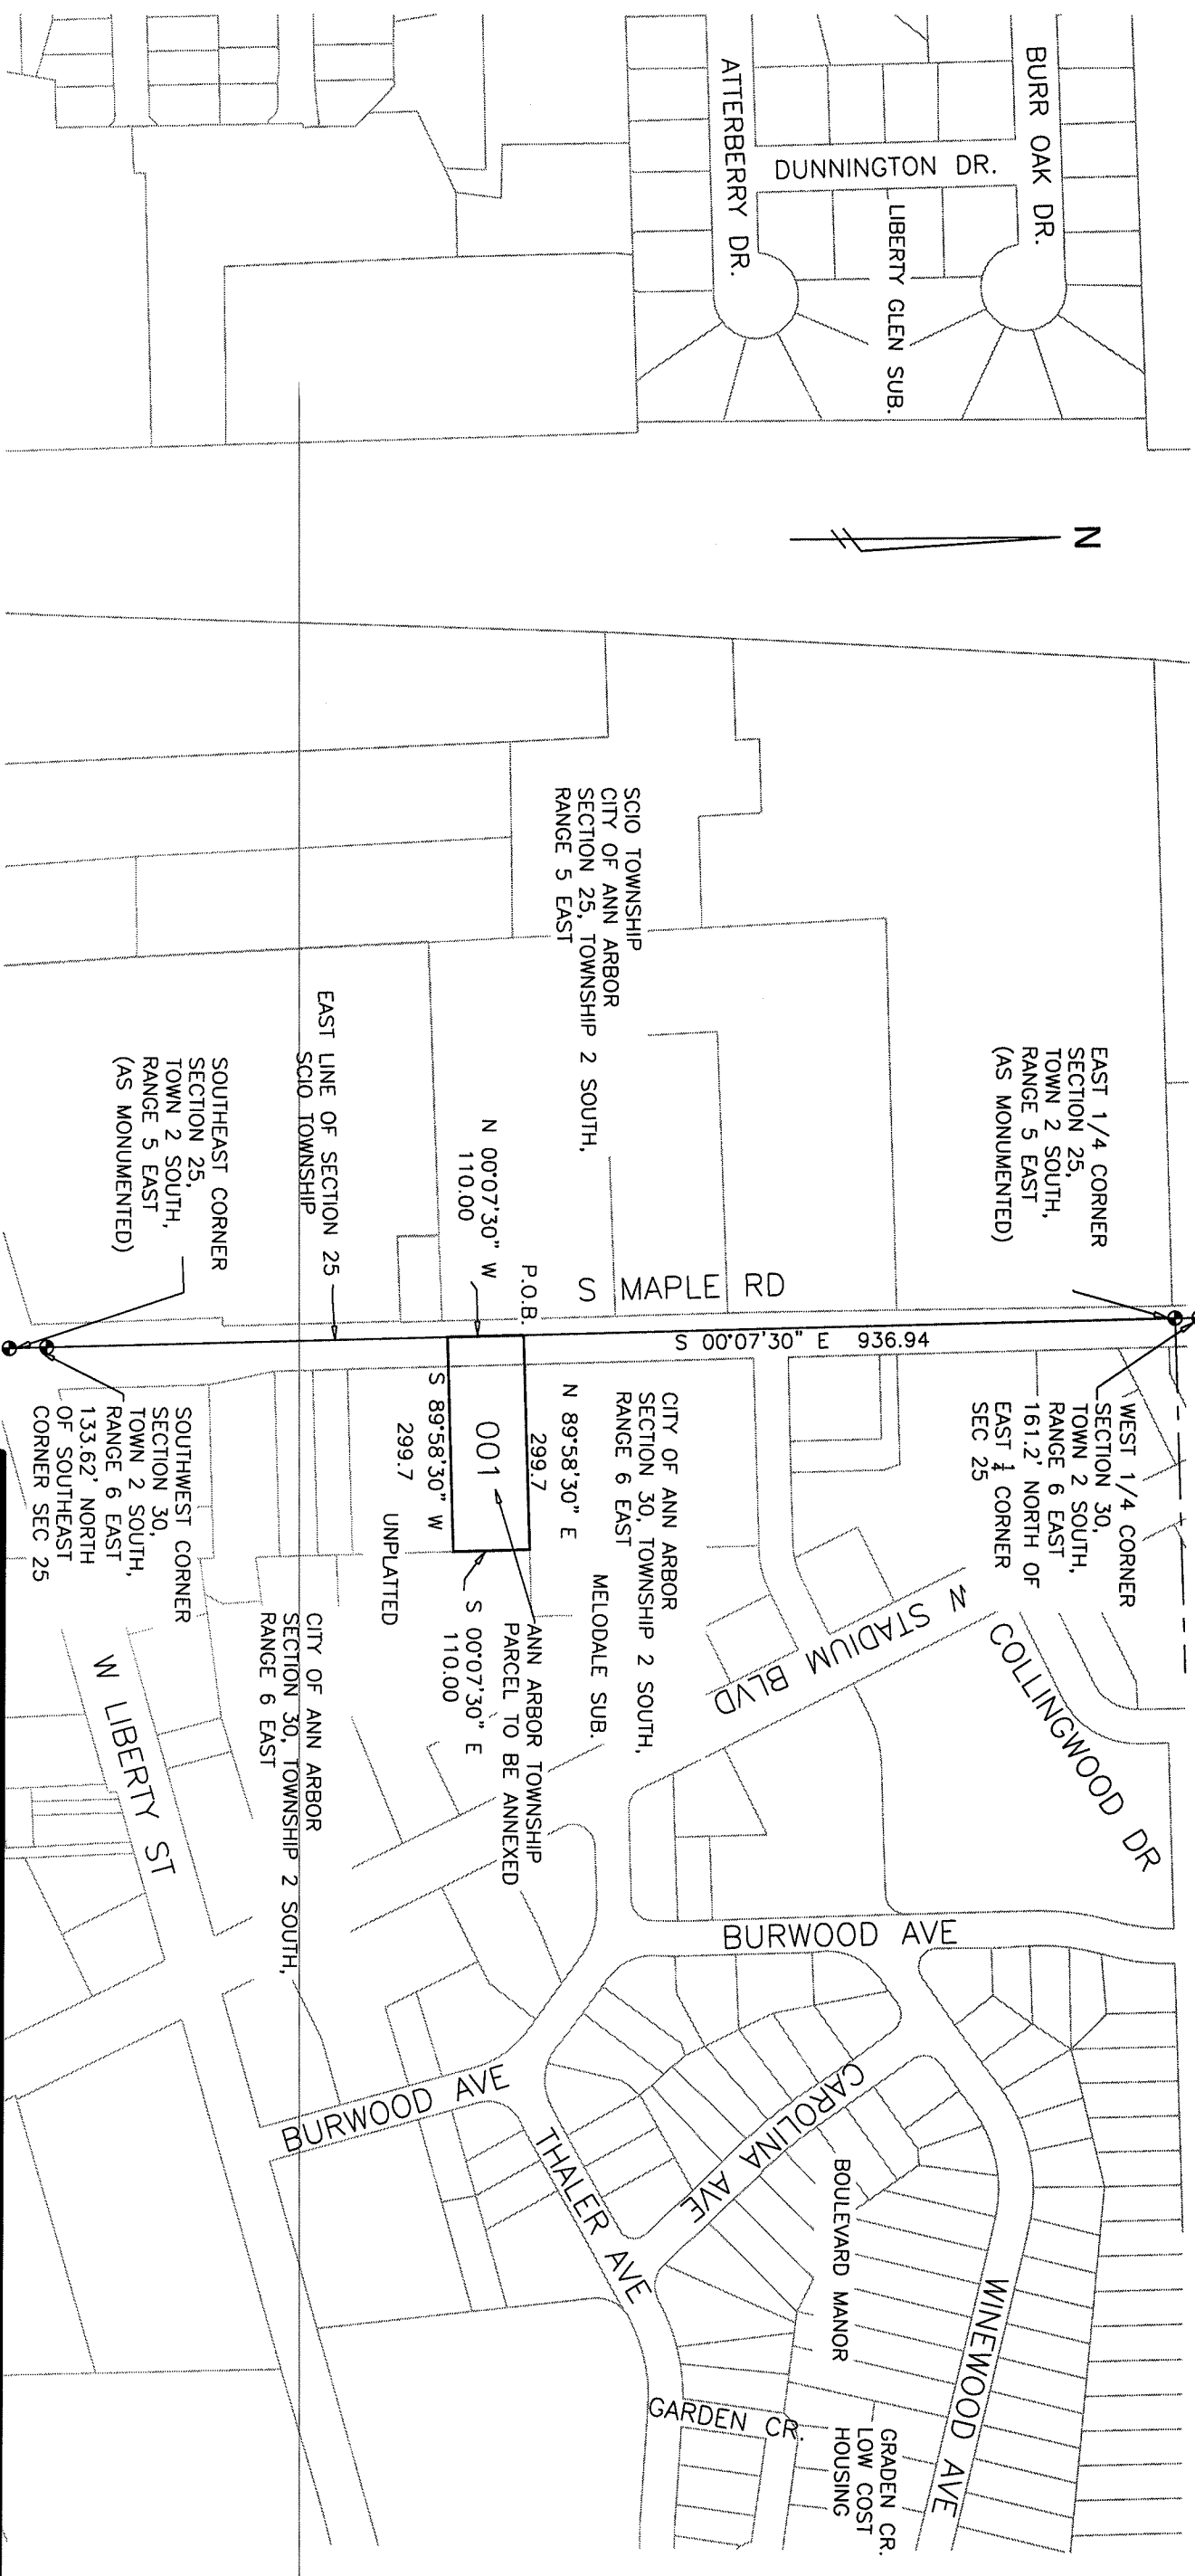 BURR OAK DR.
DUNNINGTON DR.
LIBERTY GLEN SUB.
ATTERBERRY DR.
N
EAST 1/4 CORNER
SECTION 25,
TOWN 2 SOUTH,
RANGE 5 EAST
(AS MONUMENTED)
SCIO TOWNSHIP
CITY OF ANN ARBOR
SECTION 25, TOWNSHIP 2 SOUTH,
RANGE 5 EAST
S MAPLE RD
S 00°07'30" E 936.94
P.O.B.
N 00°07'30" W
110.00
EAST LINE OF SECTION 25
SCIO TOWNSHIP
SOUTHEAST CORNER
SECTION 25,
TOWN 2 SOUTH,
RANGE 5 EAST
(AS MONUMENTED)
WEST 1/4 CORNER
SECTION 30,
TOWN 2 SOUTH,
RANGE 6 EAST
161.2' NORTH OF
EAST 1/4 CORNER
SEC 25
COLLINGWOOD DR
N STADIUM BLVD
CITY OF ANN ARBOR
SECTION 30, TOWNSHIP 2 SOUTH,
RANGE 6 EAST
MELODALE SUB.
N 89°58'30" E
299.7
001
ANN ARBOR TOWNSHIP
PARCEL TO BE ANNEXED
S 00°07'30" E
110.00
S 89°58'30" W
299.7
UNPLATTED
CITY OF ANN ARBOR
SECTION 30, TOWNSHIP 2 SOUTH,
RANGE 6 EAST
SOUTHWEST CORNER
SECTION 30,
TOWN 2 SOUTH,
RANGE 6 EAST
133.62' NORTH
OF SOUTHEAST
CORNER SEC 25
W LIBERTY ST
BURWOOD AVE
CAROLINA AVE
BURWOOD AVE
THALER AVE
BOULEVARD MANOR
WINEWOOD AVE
GARDEN CR.
GRADEN CR.
LOW COST
HOUSING